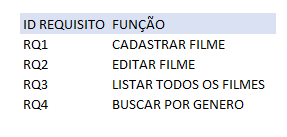 ID REQUISITO FUNÇÃO
RQ1 CADASTRAR FILME
RQ2 EDITAR FILME
RQ3 LISTAR TODOS OS FILMES
RQ4 BUSCAR POR GENERO